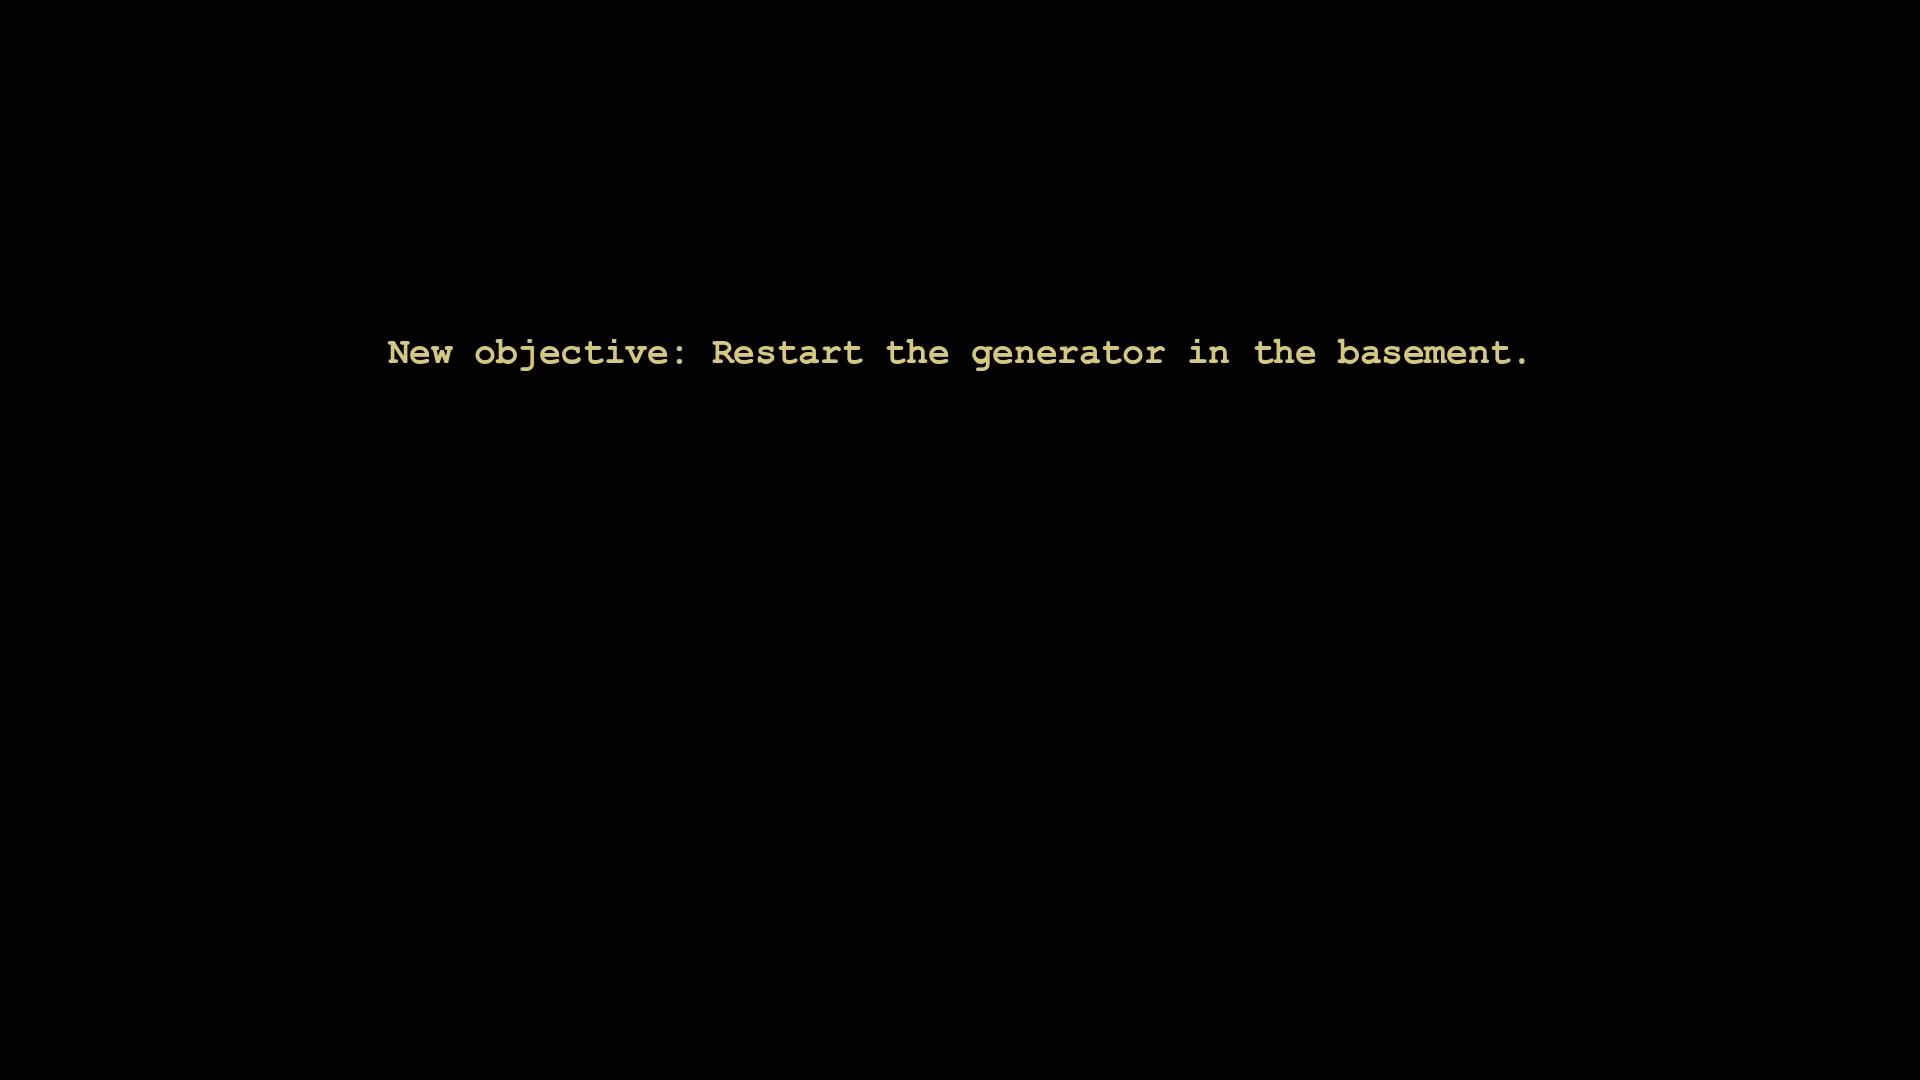 New objective: Restart the generator in the basement.